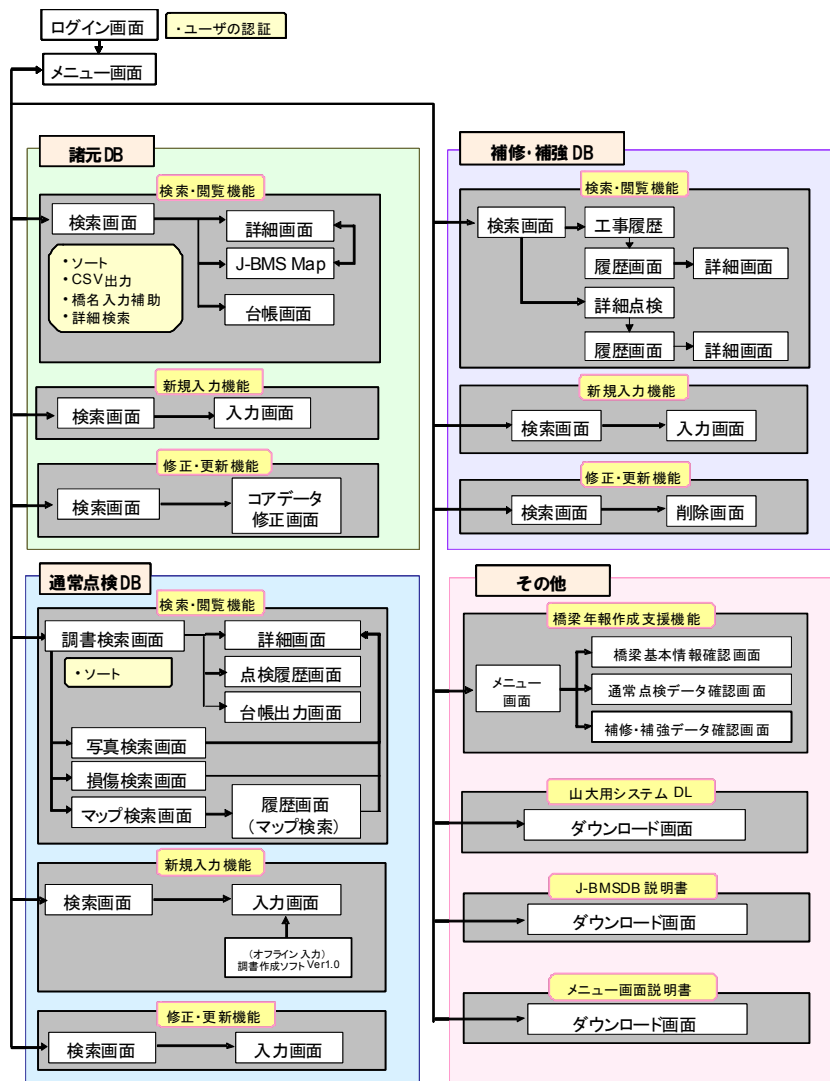 ログイン画面
・ユーザの認証
メニュー画面
諸元DB
検索・閲覧機能
検索画面
・ソート
・CSV出力
・橋名入力補助
・詳細検索
詳細画面
J-BMS Map
台帳画面
新規入力機能
検索画面
入力画面
修正・更新機能
検索画面
コアデータ
修正画面
補修・補強DB
検索・閲覧機能
検索画面
工事履歴
履歴画面
詳細画面
詳細点検
履歴画面
詳細画面
新規入力機能
検索画面
入力画面
修正・更新機能
検索画面
削除画面
通常点検DB
検索・閲覧機能
調書検索画面
・ソート
詳細画面
点検履歴画面
台帳出力画面
写真検索画面
損傷検索画面
マップ検索画面
履歴画面
(マップ検索)
新規入力機能
検索画面
入力画面
(オフライン入力)
調書作成ソフトVer1.0
修正・更新機能
検索画面
入力画面
その他
橋梁年報作成支援機能
メニュー
画面
橋梁基本情報確認画面
通常点検データ確認画面
補修・補強データ確認画面
山大用システムDL
ダウンロード画面
J-BMSDB説明書
ダウンロード画面
メニュー画面説明書
ダウンロード画面